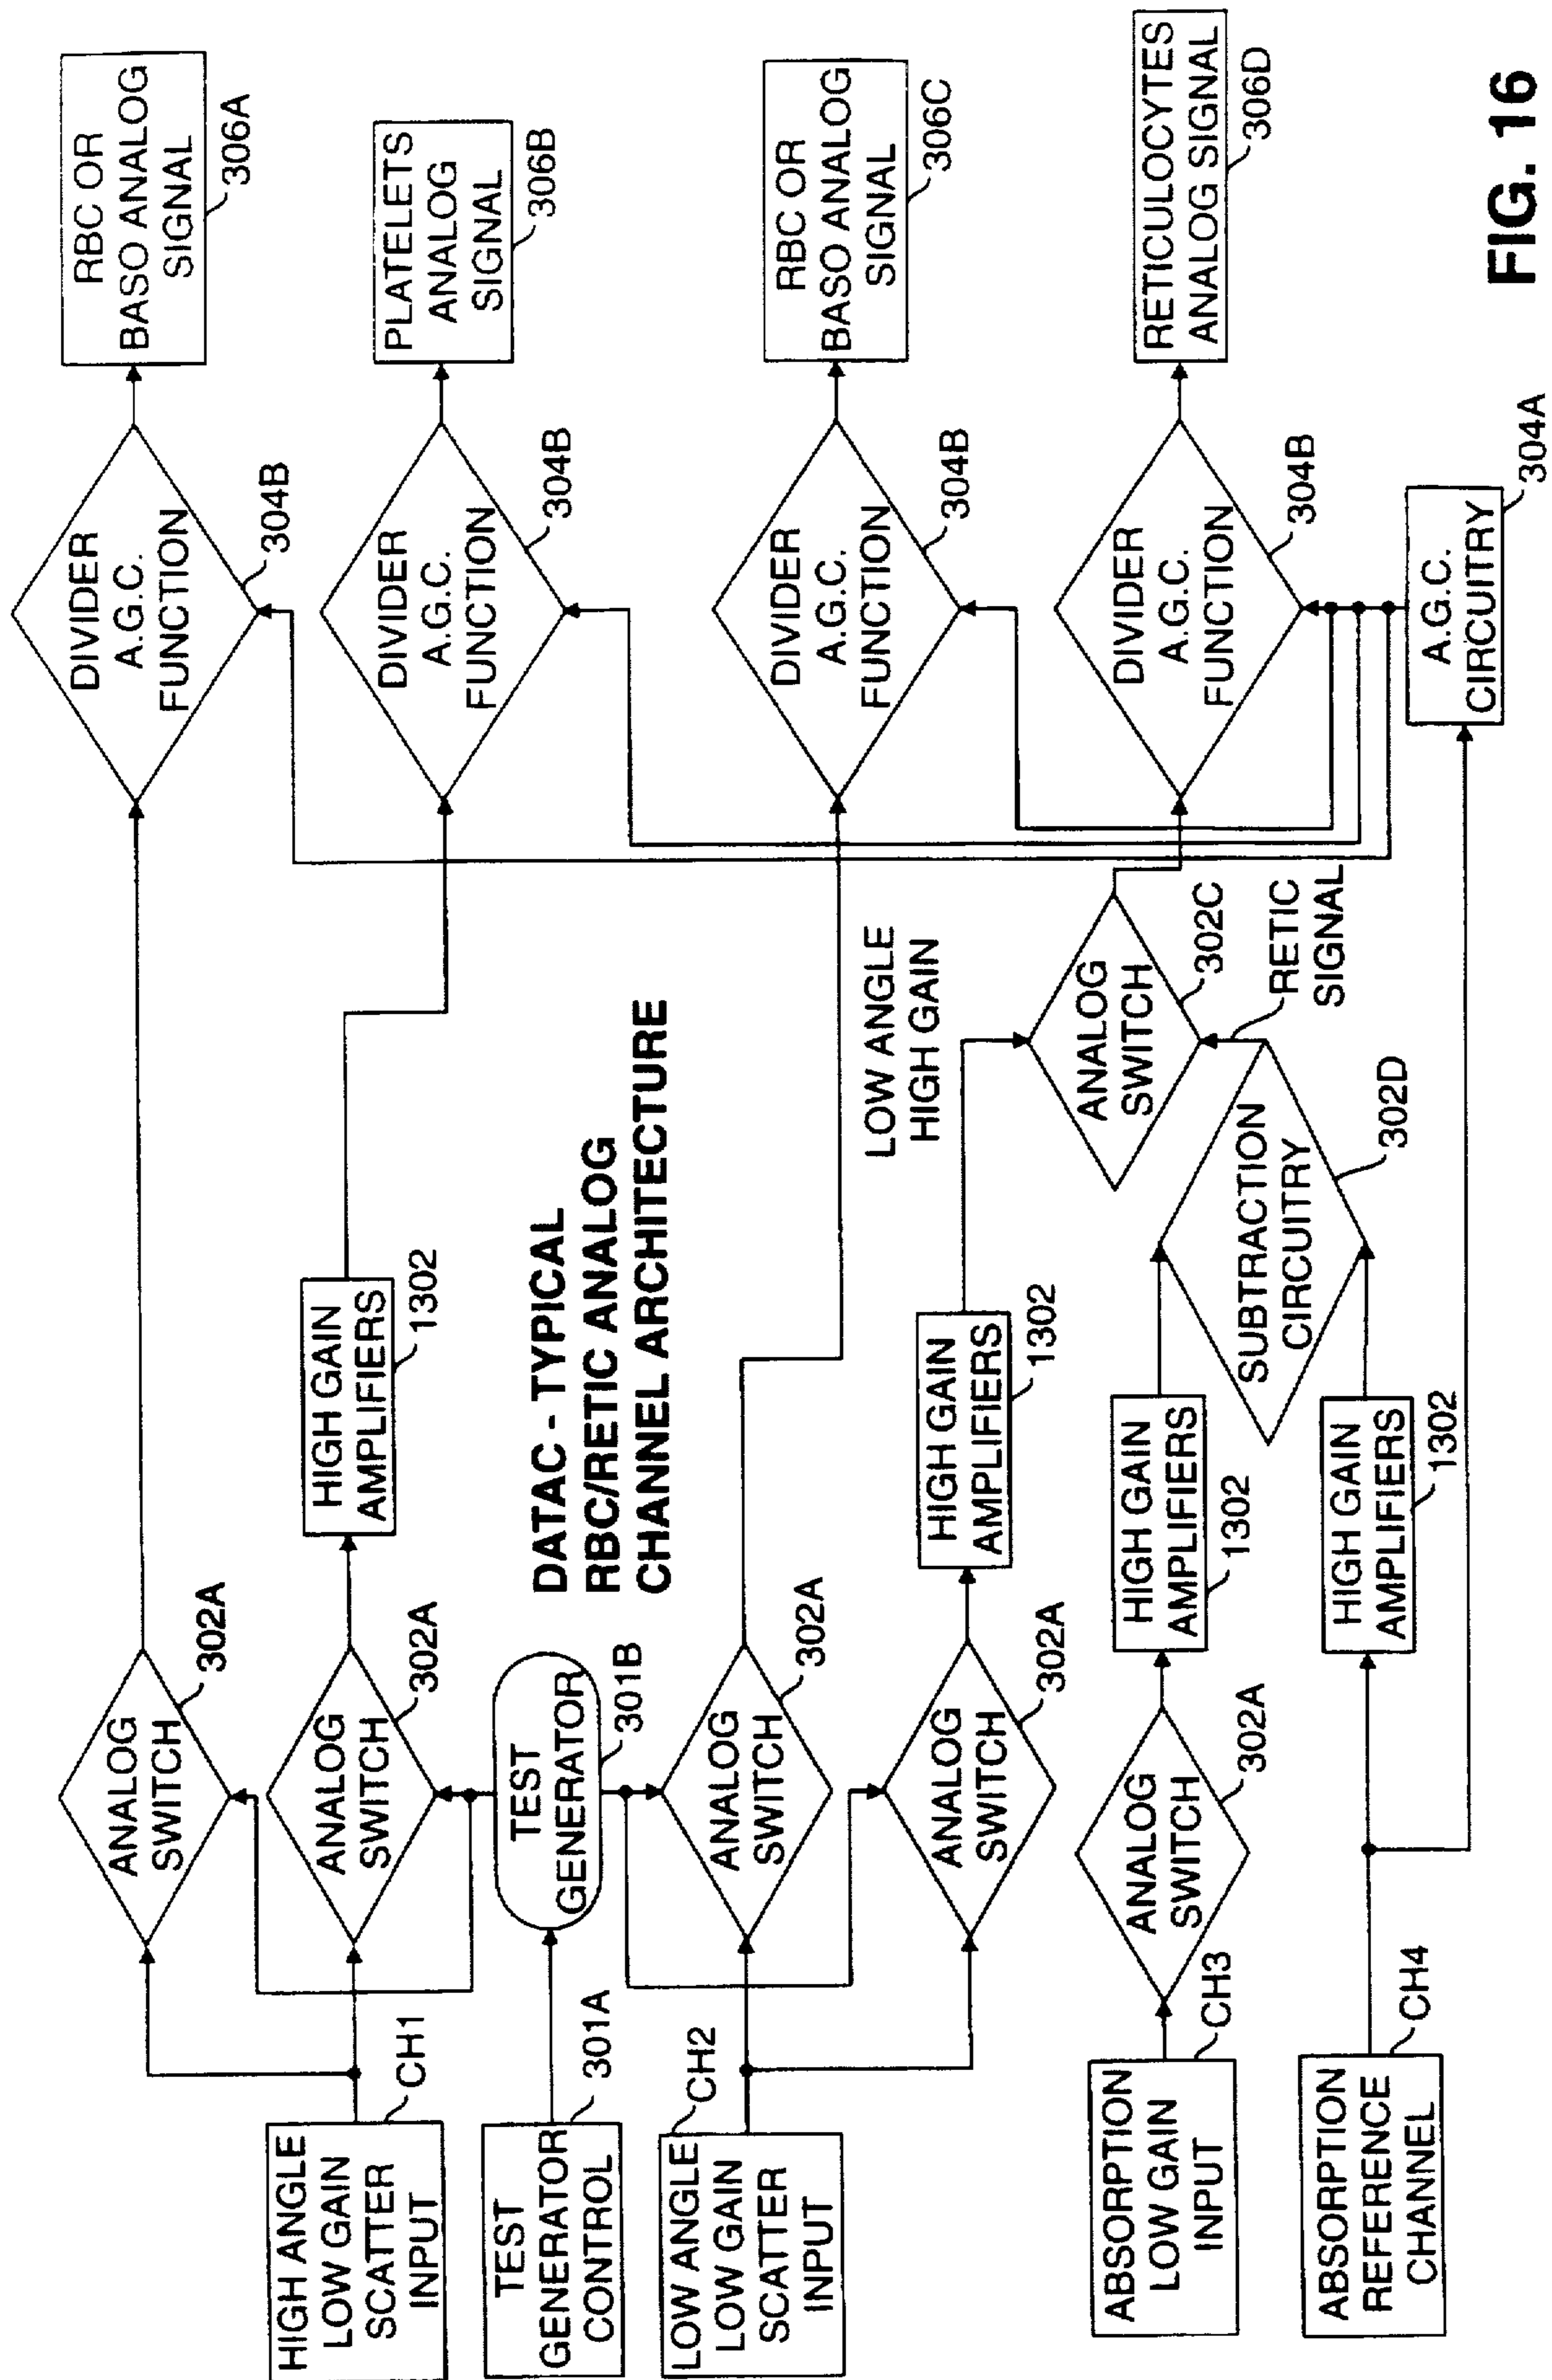 HIGH ANGLE
LOW GAIN
SCATTER
INPUT
CH1
TEST
GENERATOR
CONTROL
301A
LOW ANGLE
LOW GAIN
SCATTER
INPUT
CH2
ABSORPTION
LOW GAIN
INPUT
CH3
ABSORPTION
REFERENCE
CHANNEL
CH4
ANALOG
SWITCH
302A
ANALOG
SWITCH
302A
TEST
GENERATOR
301B
ANALOG
SWITCH
302A
ANALOG
SWITCH
302A
ANALOG
SWITCH
302A
HIGH GAIN
AMPLIFIERS
1302
DATAC - TYPICAL
RBC/RETIC ANALOG
CHANNEL ARCHITECTURE
HIGH GAIN
AMPLIFIERS
1302
HIGH GAIN
AMPLIFIERS
1302
HIGH GAIN
AMPLIFIERS
1302
LOW ANGLE
HIGH GAIN
ANALOG
SWITCH
302C
RETIC
SIGNAL
SUBTRACTION
CIRCUITRY
302D
DIVIDER
A.G.C.
FUNCTION
304B
DIVIDER
A.G.C.
FUNCTION
304B
DIVIDER
A.G.C.
FUNCTION
304B
DIVIDER
A.G.C.
FUNCTION
304B
A.G.C.
CIRCUITRY
304A
RBC OR
BASO ANALOG
SIGNAL
306A
PLATELETS
ANALOG
SIGNAL
306B
RBC OR
BASO ANALOG
SIGNAL
306C
RETICULOCYTES
ANALOG SIGNAL
306D
FIG. 16